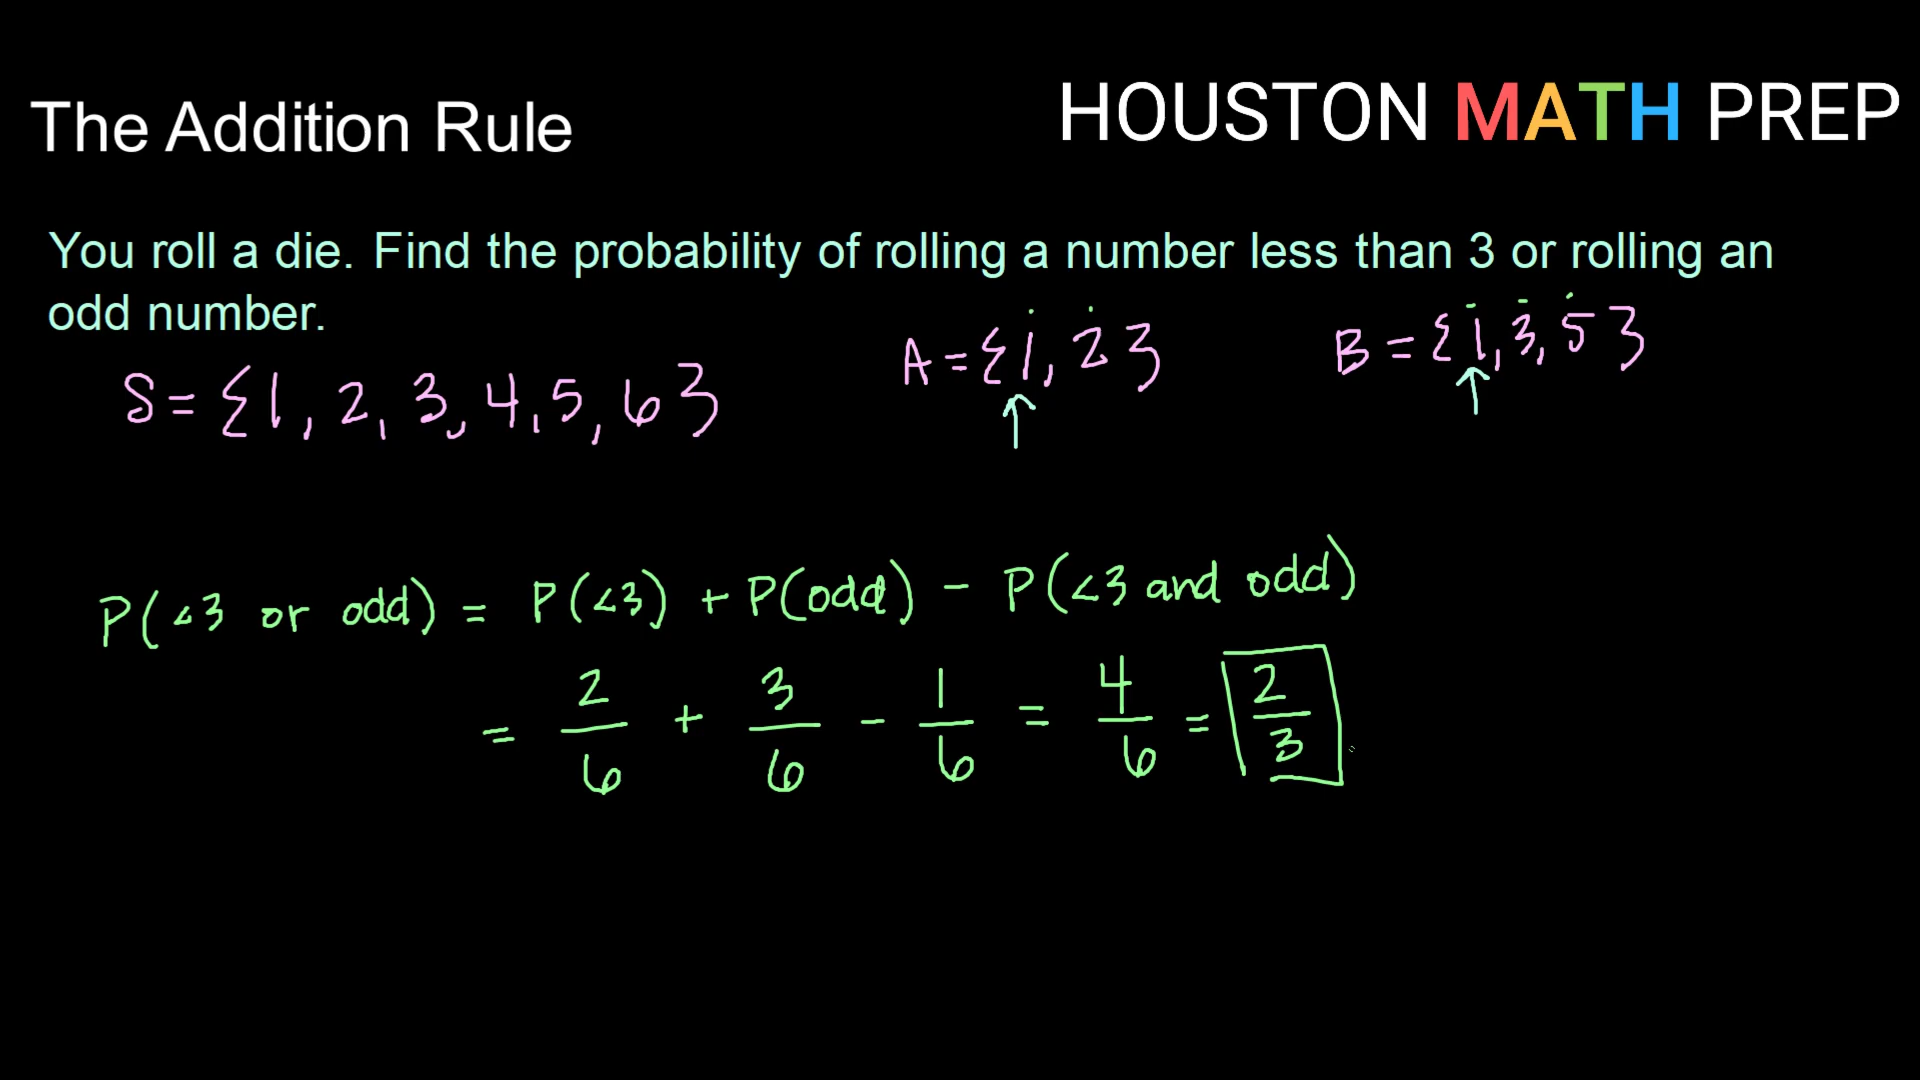 The Addition Rule
HOUSTON MATH PREP
You roll a die. Find the probability of rolling a number less than 3 or rolling an
odd number.
S = {1, 2, 3, 4, 5, 6}
A = {1, 2}
B = {1, 3, 5}
P(<3 or odd) = P(<3) + P(odd) - P(<3 and odd)
= 2/6 + 3/6 - 1/6 = 4/6 = 2/3